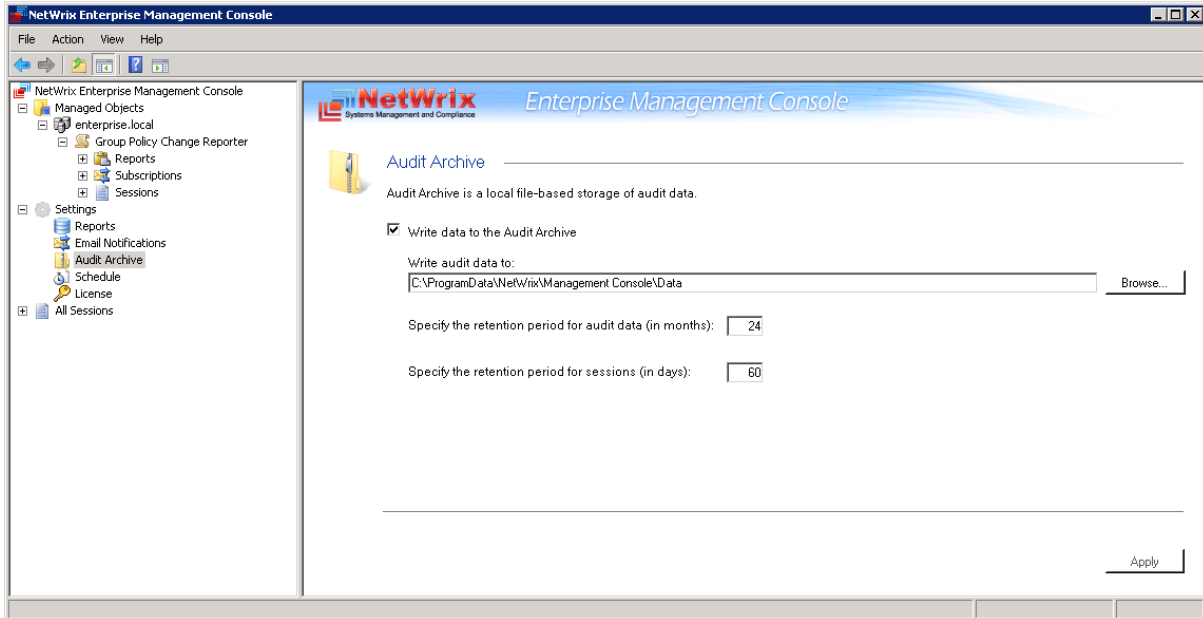 NetWrix Enterprise Management Console
File Action View Help
NetWrix Enterprise Management Console
Managed Objects
enterprise.local
Group Policy Change Reporter
Reports
Subscriptions
Sessions
Settings
Reports
Email Notifications
Audit Archive
Schedule
License
All Sessions
NetWrix Enterprise Management Console
Systems Management and Compliance
Audit Archive
Audit Archive is a local file-based storage of audit data.
Write data to the Audit Archive
Write audit data to:
C:\ProgramData\NetWrix\Management Console\Data Browse...
Specify the retention period for audit data (in months): 24
Specify the retention period for sessions (in days): 60
Apply